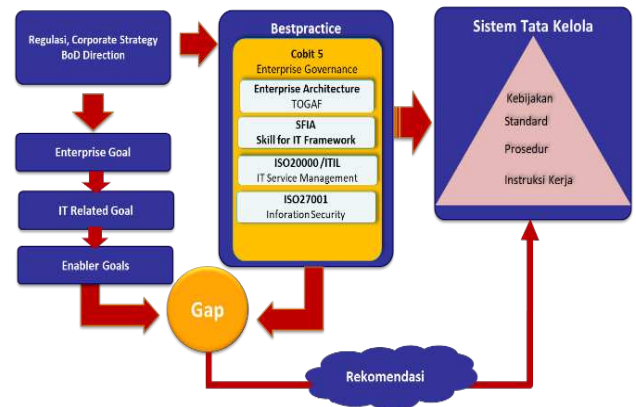 Regulasi, Corporate Strategy
BoD Direction
Enterprise Goal
IT Related Goal
Enabler Goals
Bestpractice
Cobit 5
Enterprise Governance
Enterprise Architecture
TOGAF
SFIA
Skill for IT Framework
ISO20000/ITIL
IT Service Management
ISO27001
Inforation Security
Gap
Sistem Tata Kelola
Kebijakan
Standard
Prosedur
Instruksi Kerja
Rekomendasi